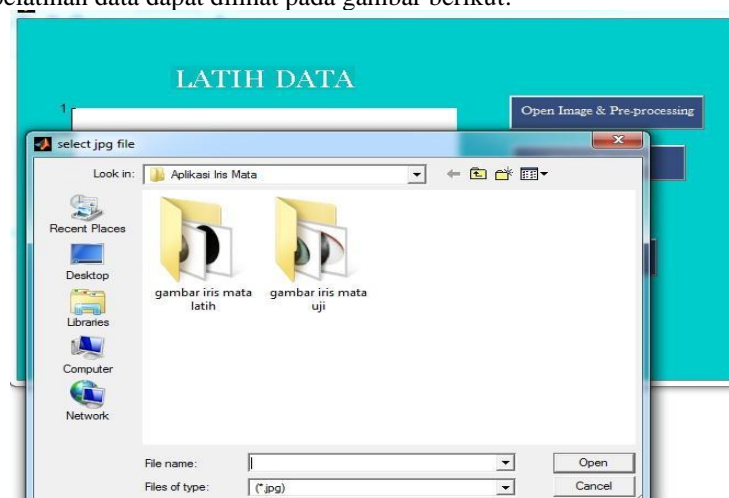 pelatihan data dapat dilihat pada gambar berikut:
LATIH DATA
1
Open Image & Pre-processing
select jpg file
Look in: Aplikasi Iris Mata
Recent Places
Desktop
Libraries
Computer
Network
gambar iris mata latih
gambar iris mata uji
File name: Open
Files of type: (*.jpg) Cancel